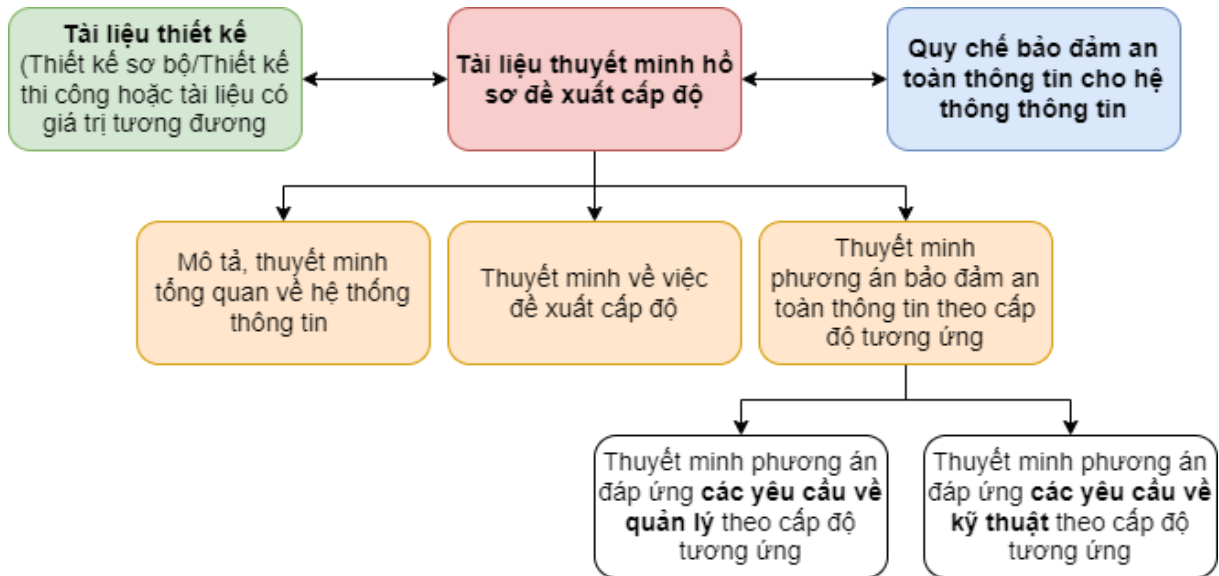 Tài liệu thiết kế
(Thiết kế sơ bộ/Thiết kế
thi công hoặc tài liệu có
giá trị tương đương
Tài liệu thuyết minh hồ
sơ đề xuất cấp độ
Quy chế bảo đảm an
toàn thông tin cho hệ
thông thông tin
Mô tả, thuyết minh
tổng quan về hệ thống
thông tin
Thuyết minh về việc
đề xuất cấp độ
Thuyết minh
phương án bảo đảm an
toàn thông tin theo cấp
độ tương ứng
Thuyết minh phương án
đáp ứng các yêu cầu về
quản lý theo cấp độ
tương ứng
Thuyết minh phương án
đáp ứng các yêu cầu về
kỹ thuật theo cấp độ
tương ứng